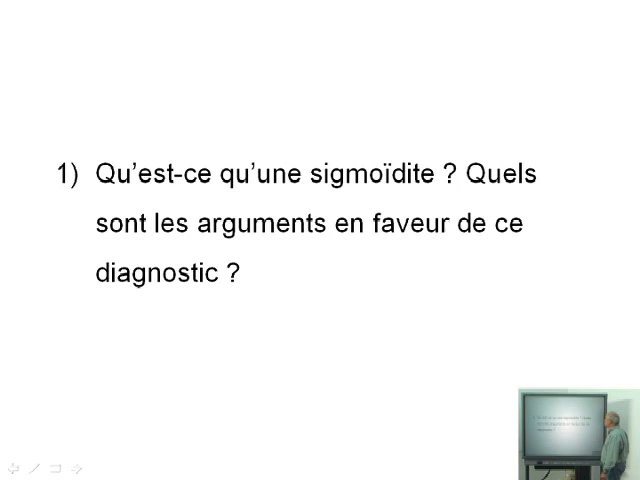 1) Qu’est-ce qu’une sigmoïdite ? Quels
sont les arguments en faveur de ce
diagnostic ?